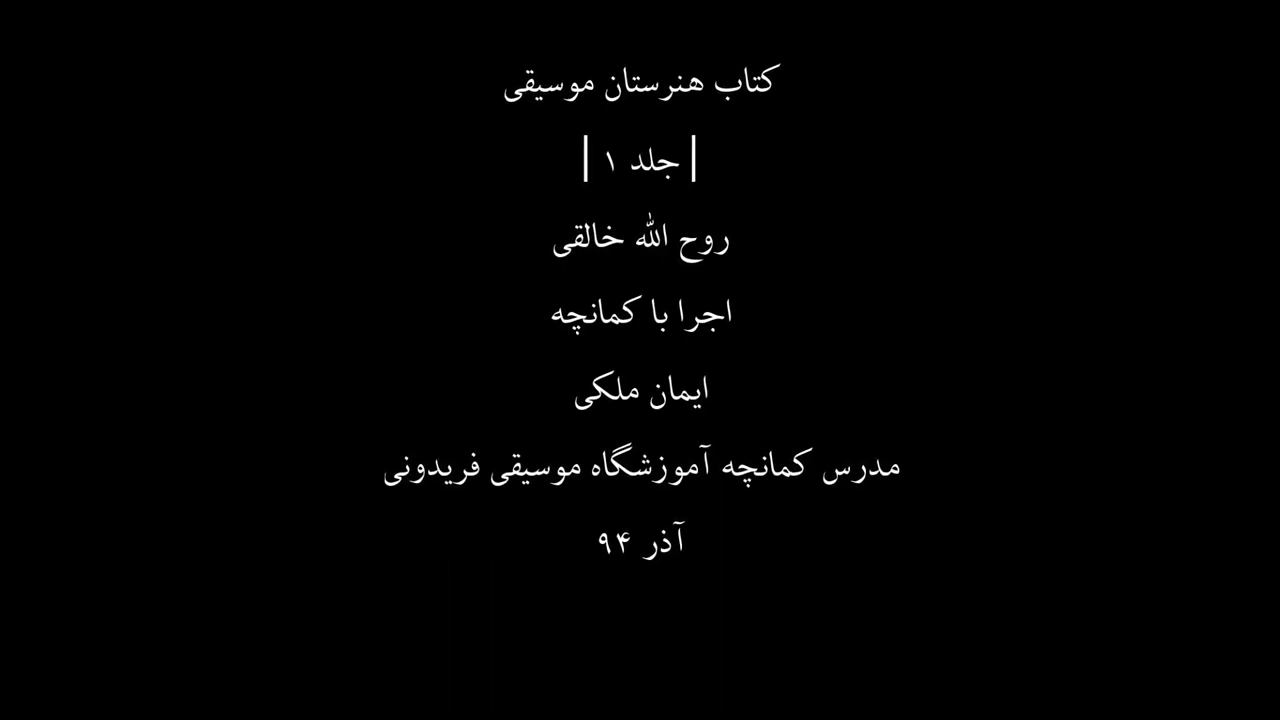 کتاب هنرستان موسیقی
| جلد ۱ |
روح الله خالقی
اجرا با کمانچه
ایمان ملکی
مدرس کمانچه آموزشگاه موسیقی فریدونی
آذر ۹۴